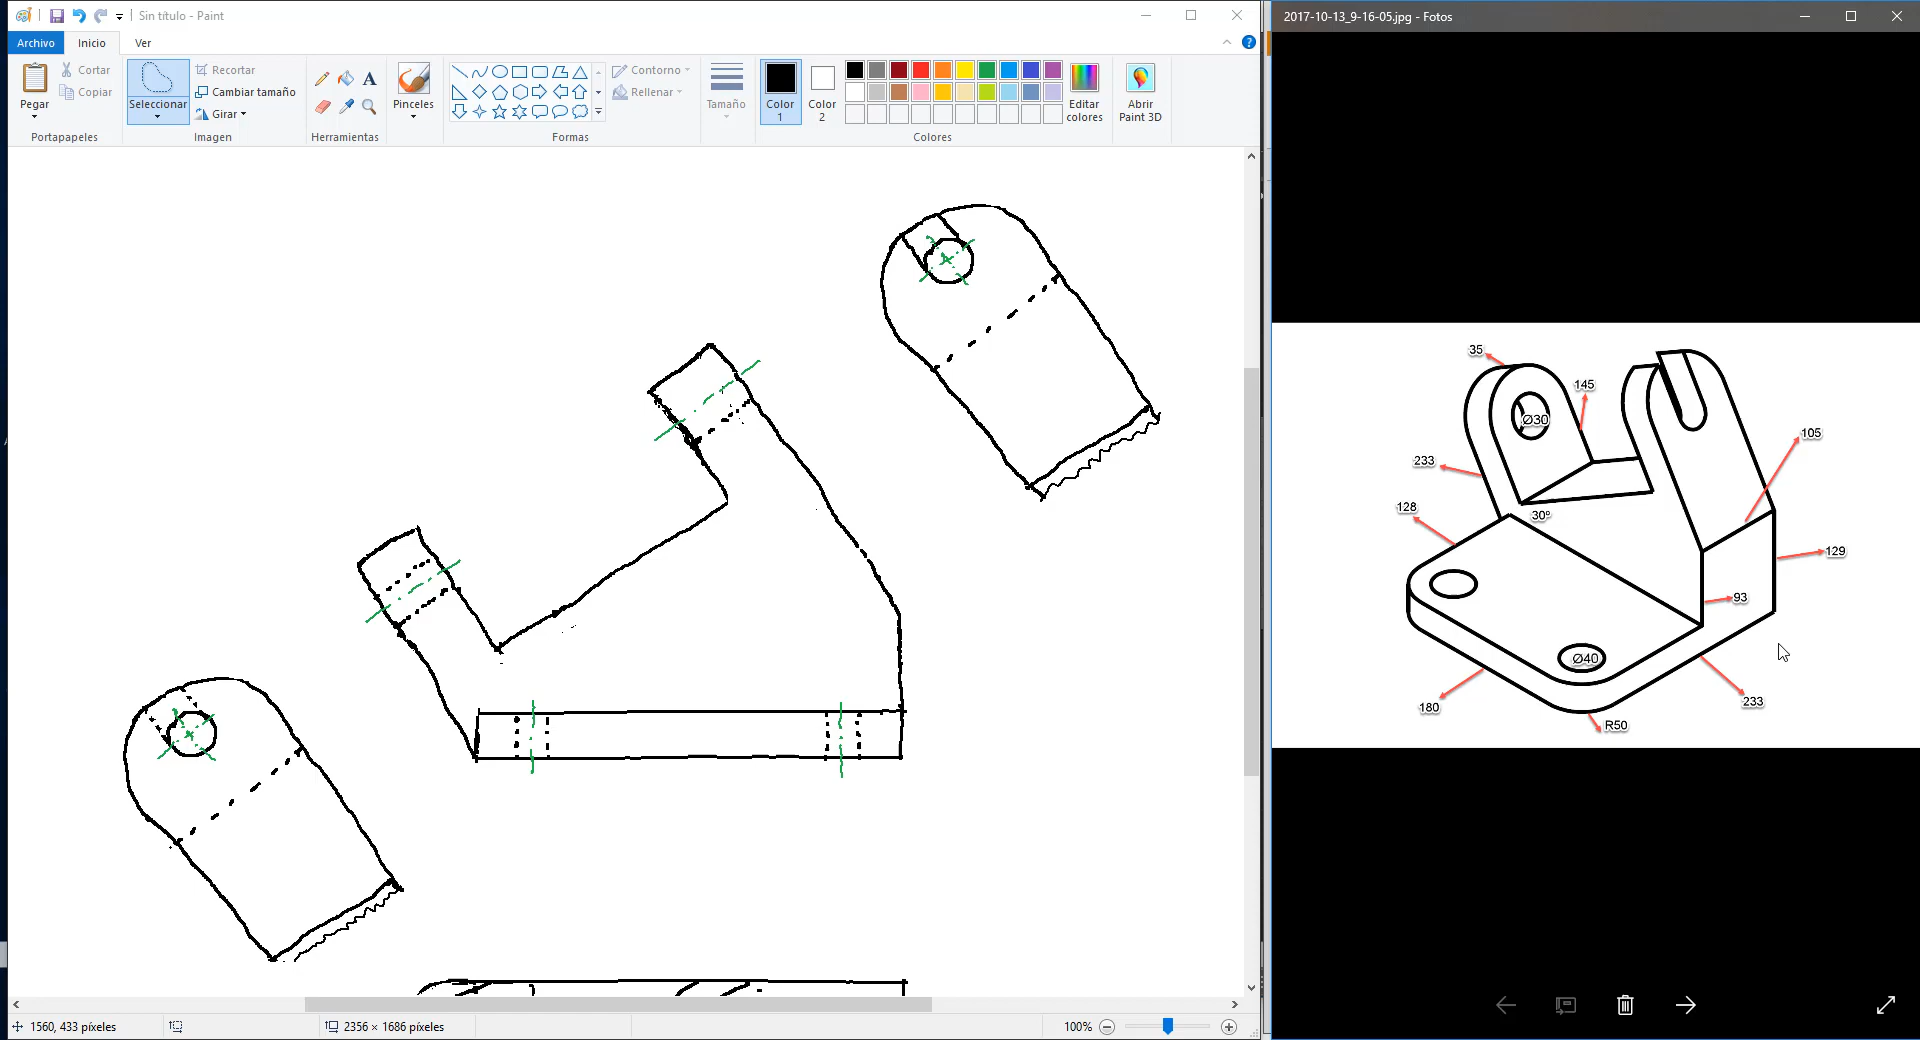 Sin título - Paint
Archivo
Inicio
Ver
Pegar
Cortar
Copiar
Portapapeles
Seleccionar
Recortar
Cambiar tamaño
Girar
Imagen
A
Herramientas
Pinceles
Contorno
Rellenar
Formas
Tamaño
Color
1
Color
2
Editar
colores
Abrir
Paint 3D
Colores
1560, 433 píxeles
2356 × 1686 píxeles
100%
2017-10-13_9-16-05.jpg - Fotos
35
145
Ø30
105
233
128
30º
129
93
Ø40
180
233
R50